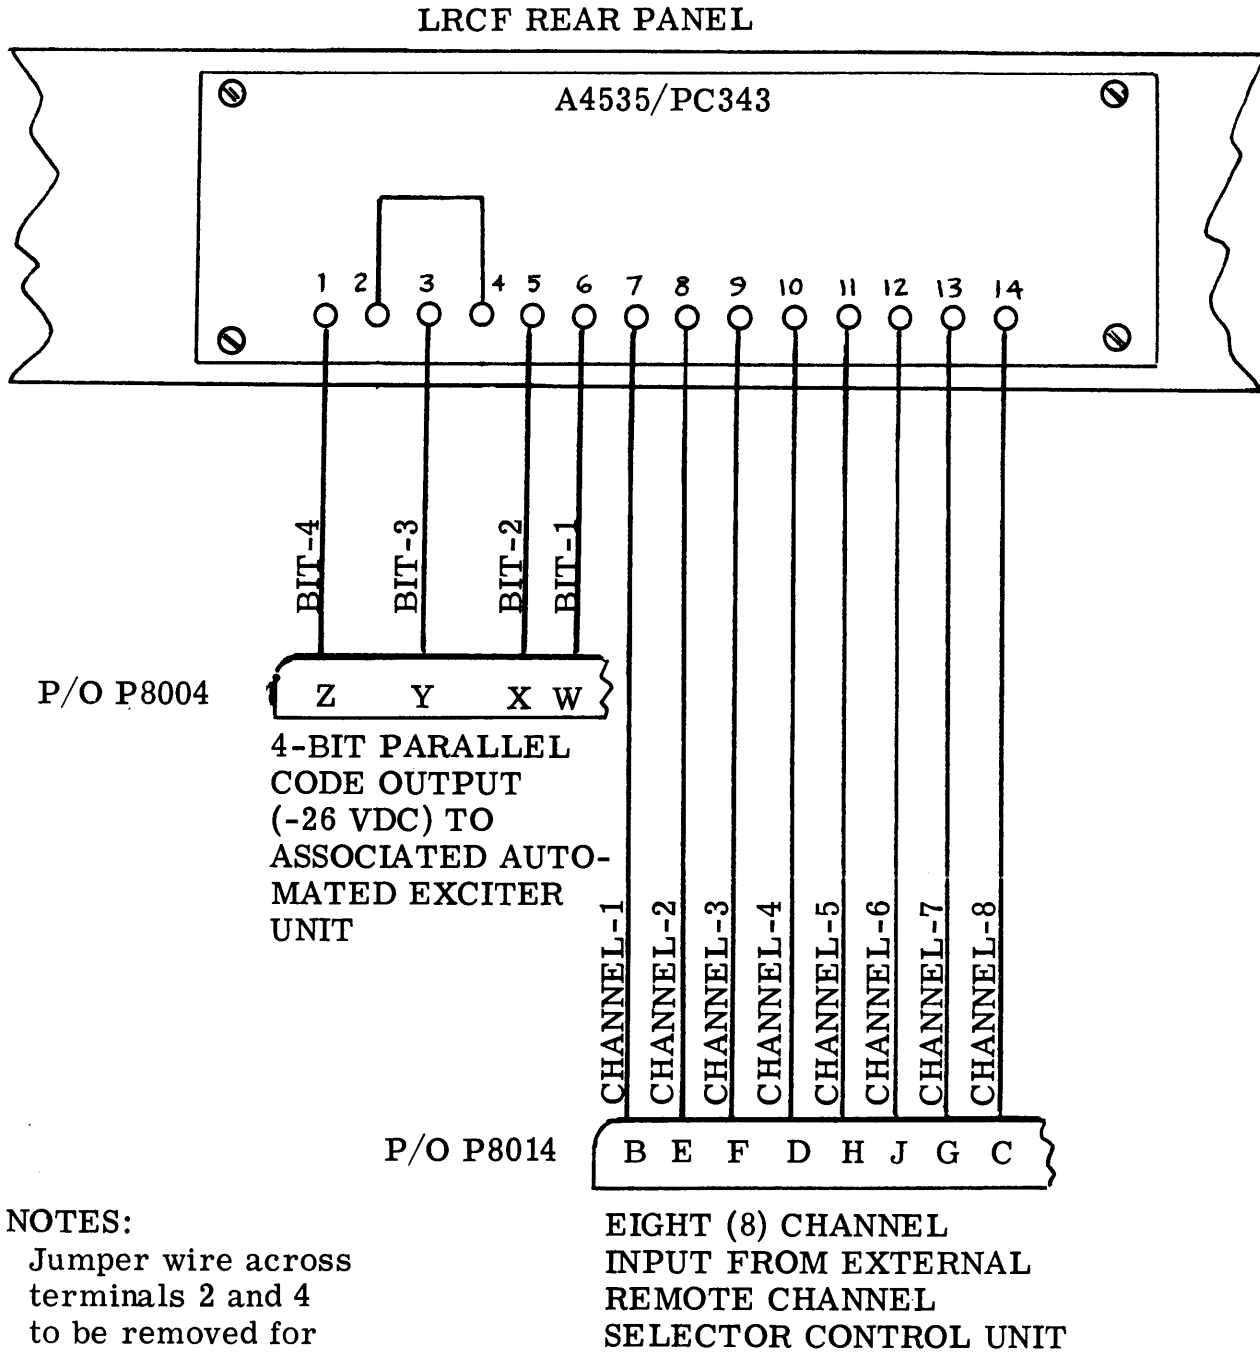 LRCF REAR PANEL
A4535/PC343
1 2 3 4 5 6 7 8 9 10 11 12 13 14
BIT-4
BIT-3
BIT-2
BIT-1
P/O P8004
Z Y X W
4-BIT PARALLEL
CODE OUTPUT
(-26 VDC) TO
ASSOCIATED AUTO-
MATED EXCITER
UNIT
CHANNEL-1
CHANNEL-2
CHANNEL-3
CHANNEL-4
CHANNEL-5
CHANNEL-6
CHANNEL-7
CHANNEL-8
P/O P8014
B E F D H J G C
NOTES:
Jumper wire across
terminals 2 and 4
to be removed for
EIGHT (8) CHANNEL
INPUT FROM EXTERNAL
REMOTE CHANNEL
SELECTOR CONTROL UNIT